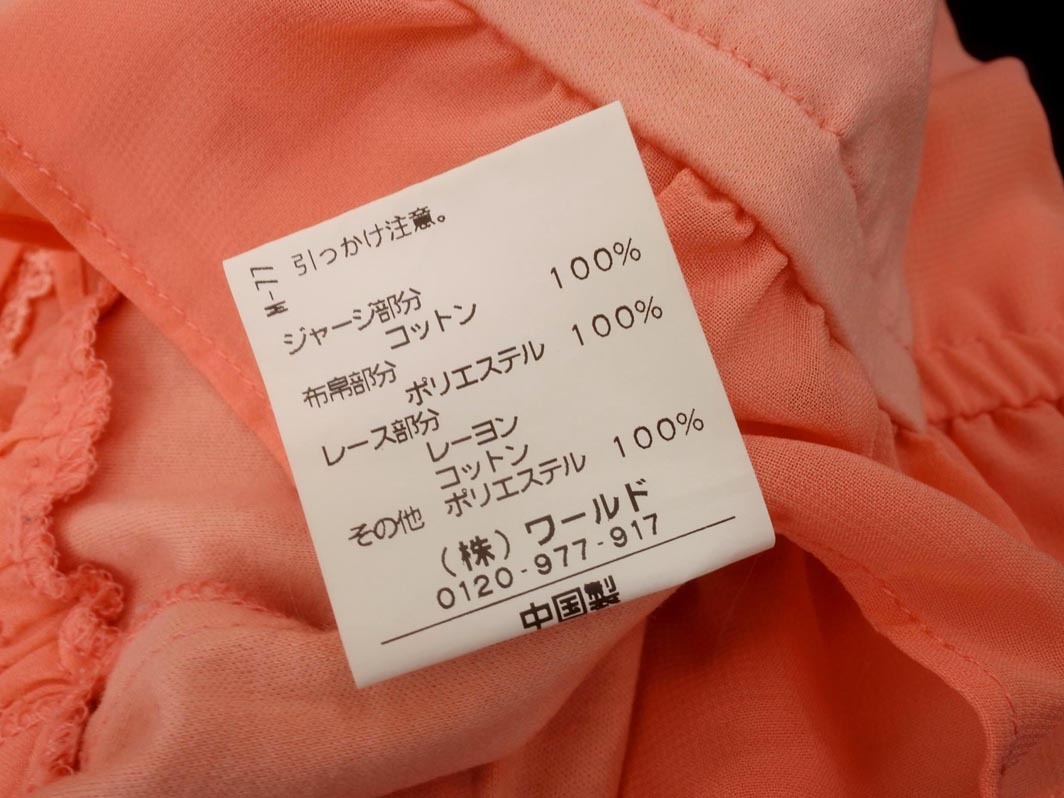 M-77
引っかけ注意。
ジャージ部分
コットン 100%
布帛部分
ポリエステル 100%
レース部分
レーヨン
コットン
その他 ポリエステル 100%
(株)ワールド
0120-977-917
中国製